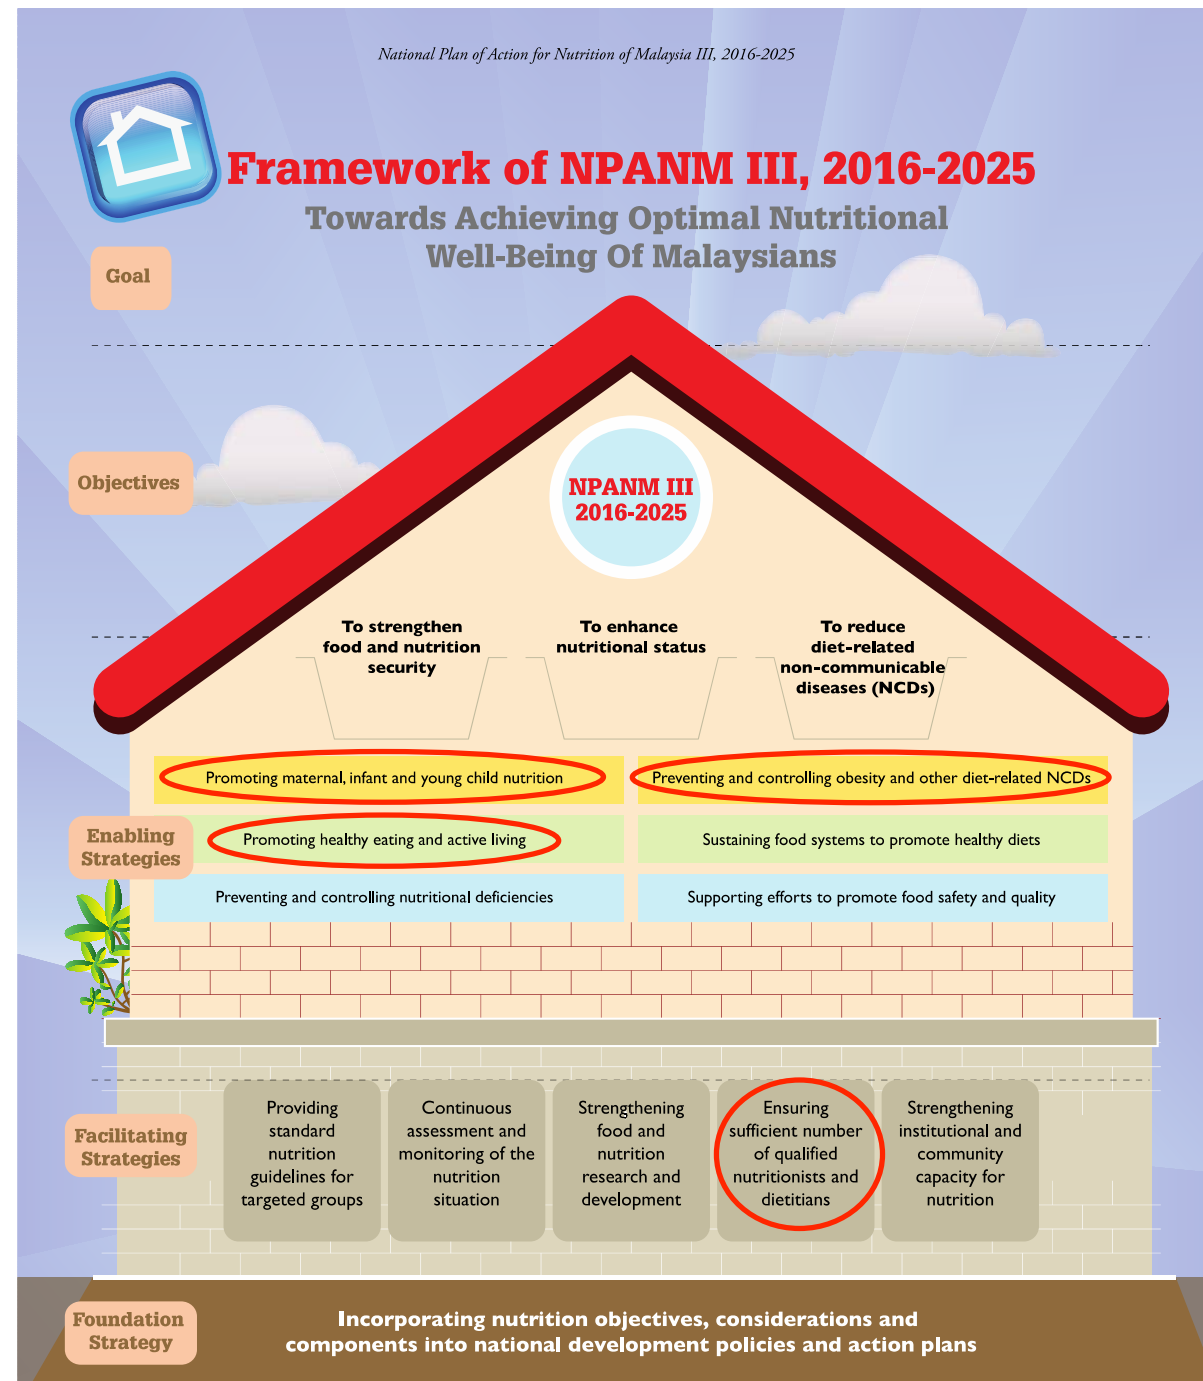 National Plan of Action for Nutrition of Malaysia III, 2016-2025
Framework of NPANM III, 2016-2025
Towards Achieving Optimal Nutritional
Well-Being Of Malaysians
Goal
Objectives
NPANM III
2016-2025
To strengthen
food and nutrition
security
To enhance
nutritional status
To reduce
diet-related
non-communicable
diseases (NCDs)
Enabling
Strategies
Promoting maternal, infant and young child nutrition
Preventing and controlling obesity and other diet-related NCDs
Promoting healthy eating and active living
Sustaining food systems to promote healthy diets
Preventing and controlling nutritional deficiencies
Supporting efforts to promote food safety and quality
Facilitating
Strategies
Providing
standard
nutrition
guidelines for
targeted groups
Continuous
assessment and
monitoring of the
nutrition
situation
Strengthening
food and
nutrition
research and
development
Ensuring
sufficient number
of qualified
nutritionists and
dietitians
Strengthening
institutional and
community
capacity for
nutrition
Foundation
Strategy
Incorporating nutrition objectives, considerations and
components into national development policies and action plans